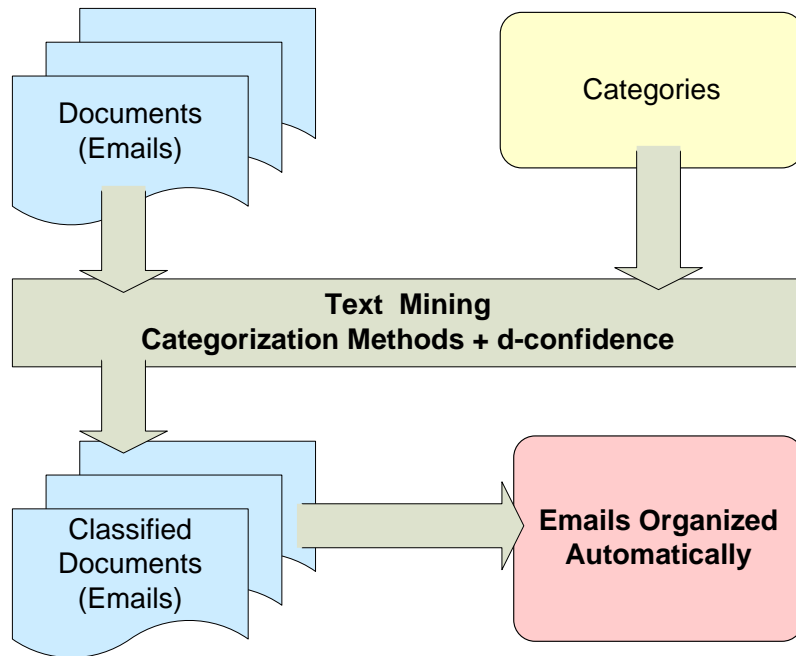 Documents
(Emails)
Categories
Text Mining
Categorization Methods + d-confidence
Classified
Documents
(Emails)
Emails Organized
Automatically